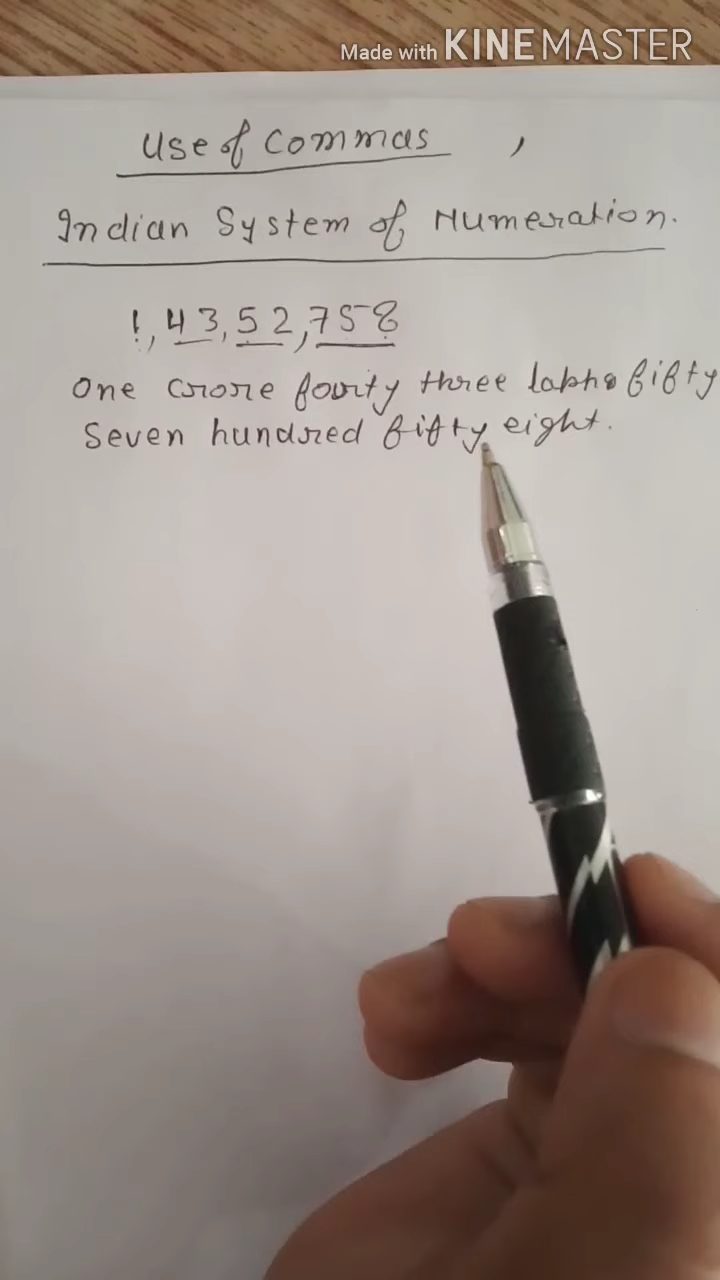 Made with KINEMASTER
Use of Commas ,
Indian System of Numeration.
1,43,52,758
One crore fourty three lakhs fifty
Seven hundred fifty eight.